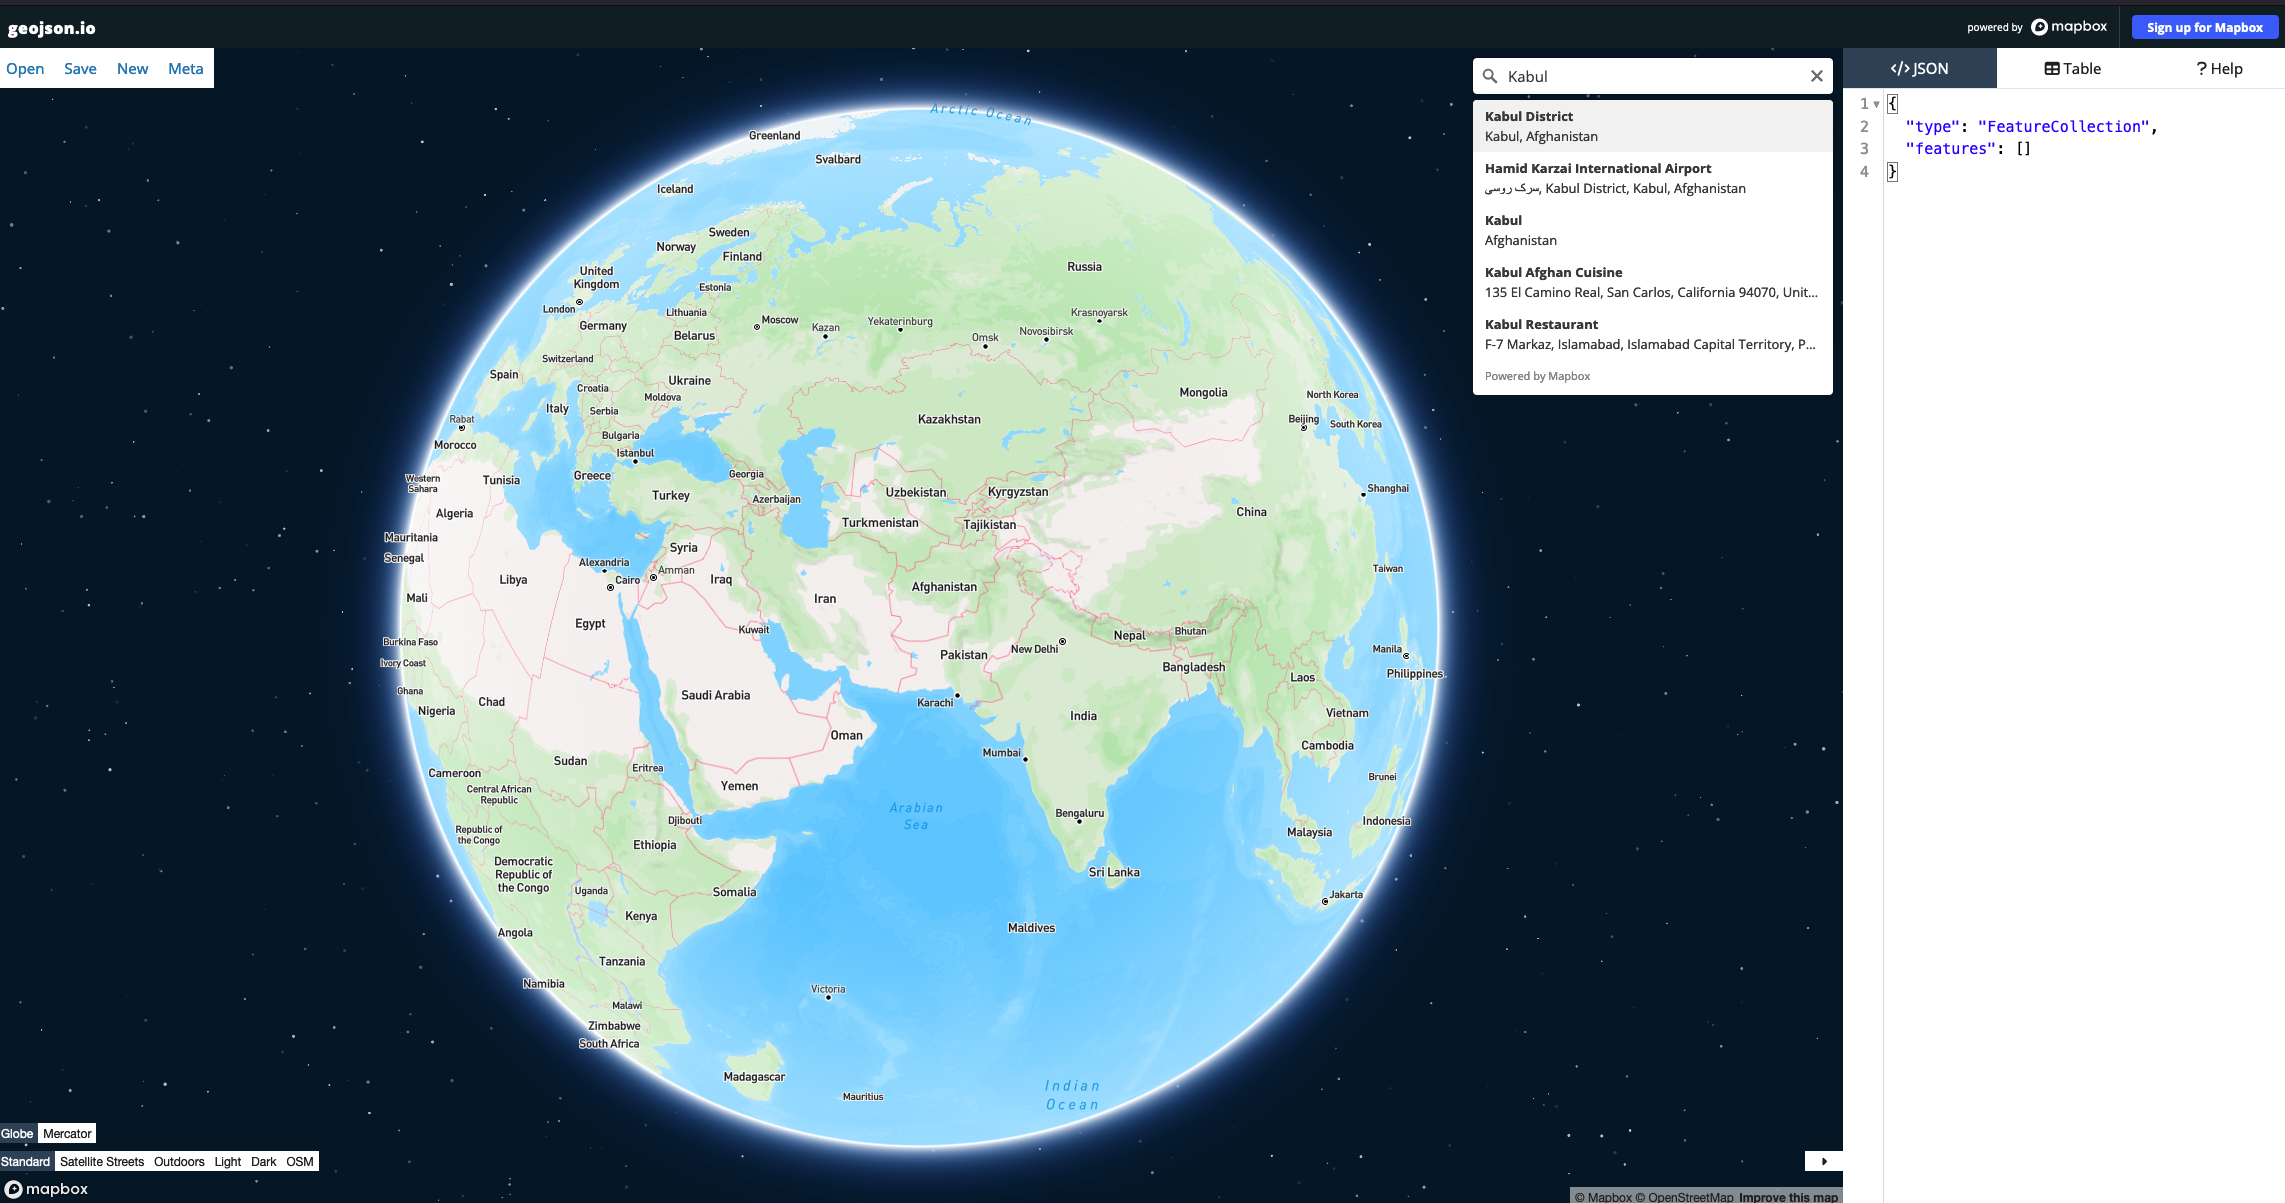 geojson.io
powered by mapbox
Sign up for Mapbox
Open Save New Meta
Kabul
Kabul District
Kabul, Afghanistan
Hamid Karzai International Airport
سرک روسی, Kabul District, Kabul, Afghanistan
Kabul
Afghanistan
Kabul Afghan Cuisine
135 El Camino Real, San Carlos, California 94070, Unit...
Kabul Restaurant
F-7 Markaz, Islamabad, Islamabad Capital Territory, P...
Powered by Mapbox
</> JSON
Table
? Help
1 {
2 "type": "FeatureCollection",
3 "features": []
4 }
Arctic Ocean
Greenland
Svalbard
Iceland
Sweden
Norway
Finland
Russia
United
Kingdom
Estonia
London
Lithuania
Moscow
Kazan
Yekaterinburg
Krasnoyarsk
Germany
Belarus
Omsk
Novosibirsk
Switzerland
Spain
Ukraine
Croatia
Moldova
Mongolia
North Korea
Italy
Serbia
Rabat
Kazakhstan
Beijing
South Korea
Morocco
Bulgaria
Istanbul
Western
Sahara
Tunisia
Greece
Georgia
Turkey
Azerbaijan
Uzbekistan
Kyrgyzstan
Shanghai
Algeria
Turkmenistan
Tajikistan
China
Mauritania
Senegal
Syria
Alexandria
Cairo
Amman
Iraq
Taiwan
Libya
Afghanistan
Mali
Iran
Egypt
Kuwait
Nepal
Bhutan
Burkina Faso
New Delhi
Pakistan
Manila
Ivory Coast
Bangladesh
Philippines
Ghana
Chad
Saudi Arabia
Karachi
Laos
Nigeria
India
Vietnam
Oman
Mumbai
Cambodia
Sudan
Eritrea
Cameroon
Brunei
Central African
Republic
Yemen
Arabian
Sea
Djibouti
Bengaluru
Indonesia
Republic of
the Congo
Ethiopia
Malaysia
Democratic
Republic of
the Congo
Sri Lanka
Uganda
Somalia
Jakarta
Kenya
Maldives
Angola
Tanzania
Namibia
Victoria
Malawi
Zimbabwe
South Africa
Madagascar
Mauritius
Indian
Ocean
Globe Mercator
Standard Satellite Streets Outdoors Light Dark OSM
mapbox
© Mapbox © OpenStreetMap Improve this map